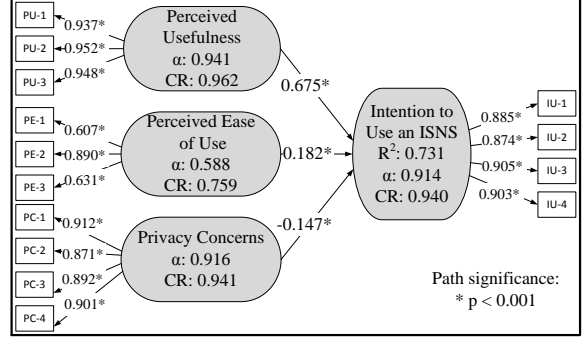 PU-1
0.937*
PU-2
0.952*
PU-3
0.948*
Perceived
Usefulness
α: 0.941
CR: 0.962
0.675*
PE-1
0.607*
PE-2
0.890*
PE-3
0.631*
Perceived Ease
of Use
α: 0.588
CR: 0.759
0.182*
PC-1
0.912*
PC-2
0.871*
PC-3
0.892*
PC-4
0.901*
Privacy Concerns
α: 0.916
CR: 0.941
-0.147*
Intention to
Use an ISNS
R²: 0.731
α: 0.914
CR: 0.940
0.885*
IU-1
0.874*
IU-2
0.905*
IU-3
0.903*
IU-4
Path significance:
* p < 0.001